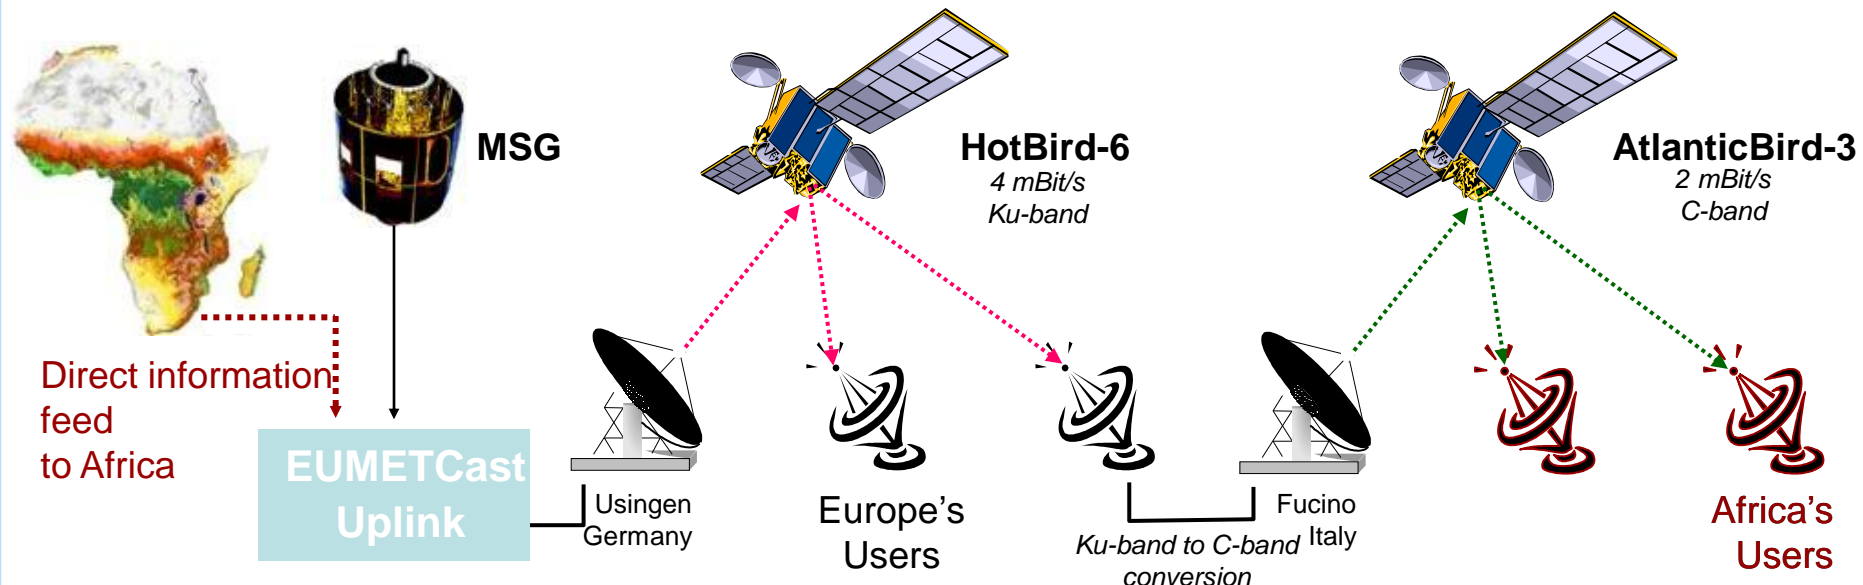 MSG
HotBird-6
4 mBit/s
Ku-band
AtlanticBird-3
2 mBit/s
C-band
Direct information
feed
to Africa
EUMETCast
Uplink
Usingen
Germany
Europe's
Users
Ku-band to C-band
conversion
Fucino
Italy
Africa's
Users